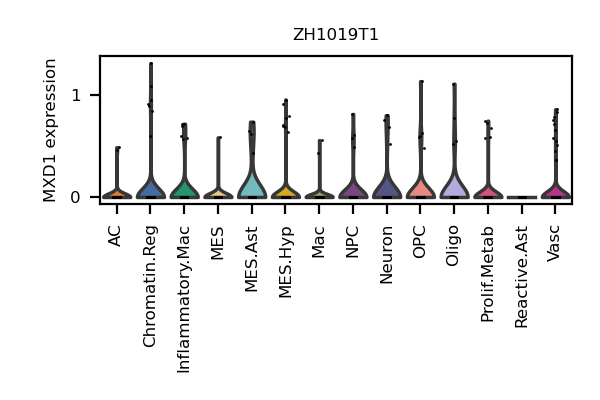 ZH1019T1
MXD1 expression
1
0
AC
Chromatin.Reg
Inflammatory.Mac
MES
MES.Ast
MES.Hyp
Mac
NPC
Neuron
OPC
Oligo
Prolif.Metab
Reactive.Ast
Vasc